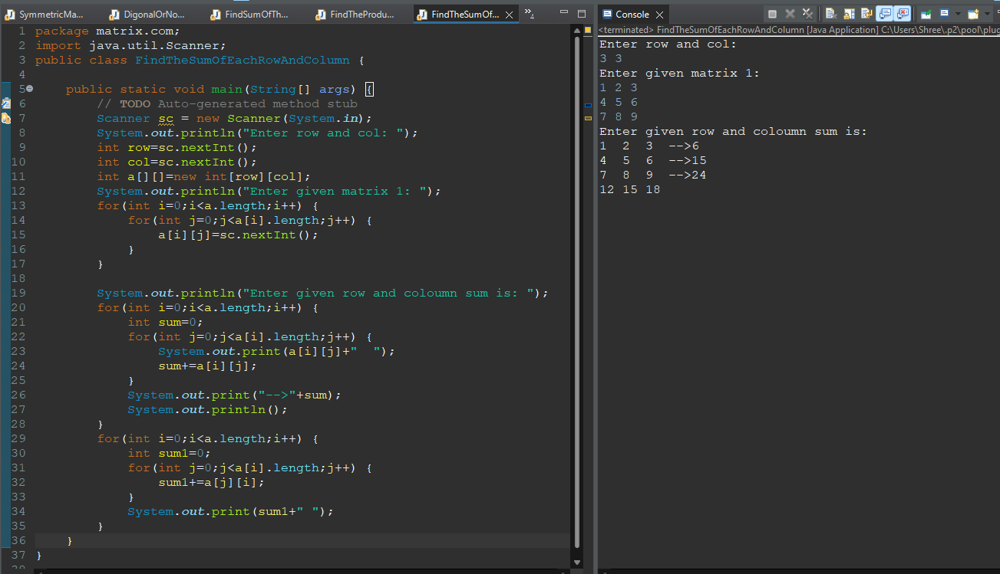 SymmetricMa...
DigonalOrNo...
FindSumOfTh...
FindTheProdu...
FindTheSumOf...
4
1 package matrix.com;
2 import java.util.Scanner;
3 public class FindTheSumOfEachRowAndColumn {
4
5 public static void main(String[] args) {
6 // TODO Auto-generated method stub
7 Scanner sc = new Scanner(System.in);
8 System.out.println("Enter row and col: ");
9 int row=sc.nextInt();
10 int col=sc.nextInt();
11 int a[][]=new int[row][col];
12 System.out.println("Enter given matrix 1: ");
13 for(int i=0;i<a.length;i++) {
14 for(int j=0;j<a[i].length;j++) {
15 a[i][j]=sc.nextInt();
16 }
17 }
18
19 System.out.println("Enter given row and coloumn sum is: ");
20 for(int i=0;i<a.length;i++) {
21 int sum=0;
22 for(int j=0;j<a[i].length;j++) {
23 System.out.print(a[i][j]+"  ");
24 sum+=a[i][j];
25 }
26 System.out.print("-->"+sum);
27 System.out.println();
28 }
29 for(int i=0;i<a.length;i++) {
30 int sum1=0;
31 for(int j=0;j<a[i].length;j++) {
32 sum1+=a[j][i];
33 }
34 System.out.print(sum1+" ");
35 }
36 }
37 }
38
Console
<terminated> FindTheSumOfEachRowAndColumn [Java Application] C:\Users\Shree\.p2\pool\plug
Enter row and col:
3 3
Enter given matrix 1:
1 2 3
4 5 6
7 8 9
Enter given row and coloumn sum is:
1  2  3  -->6
4  5  6  -->15
7  8  9  -->24
12 15 18